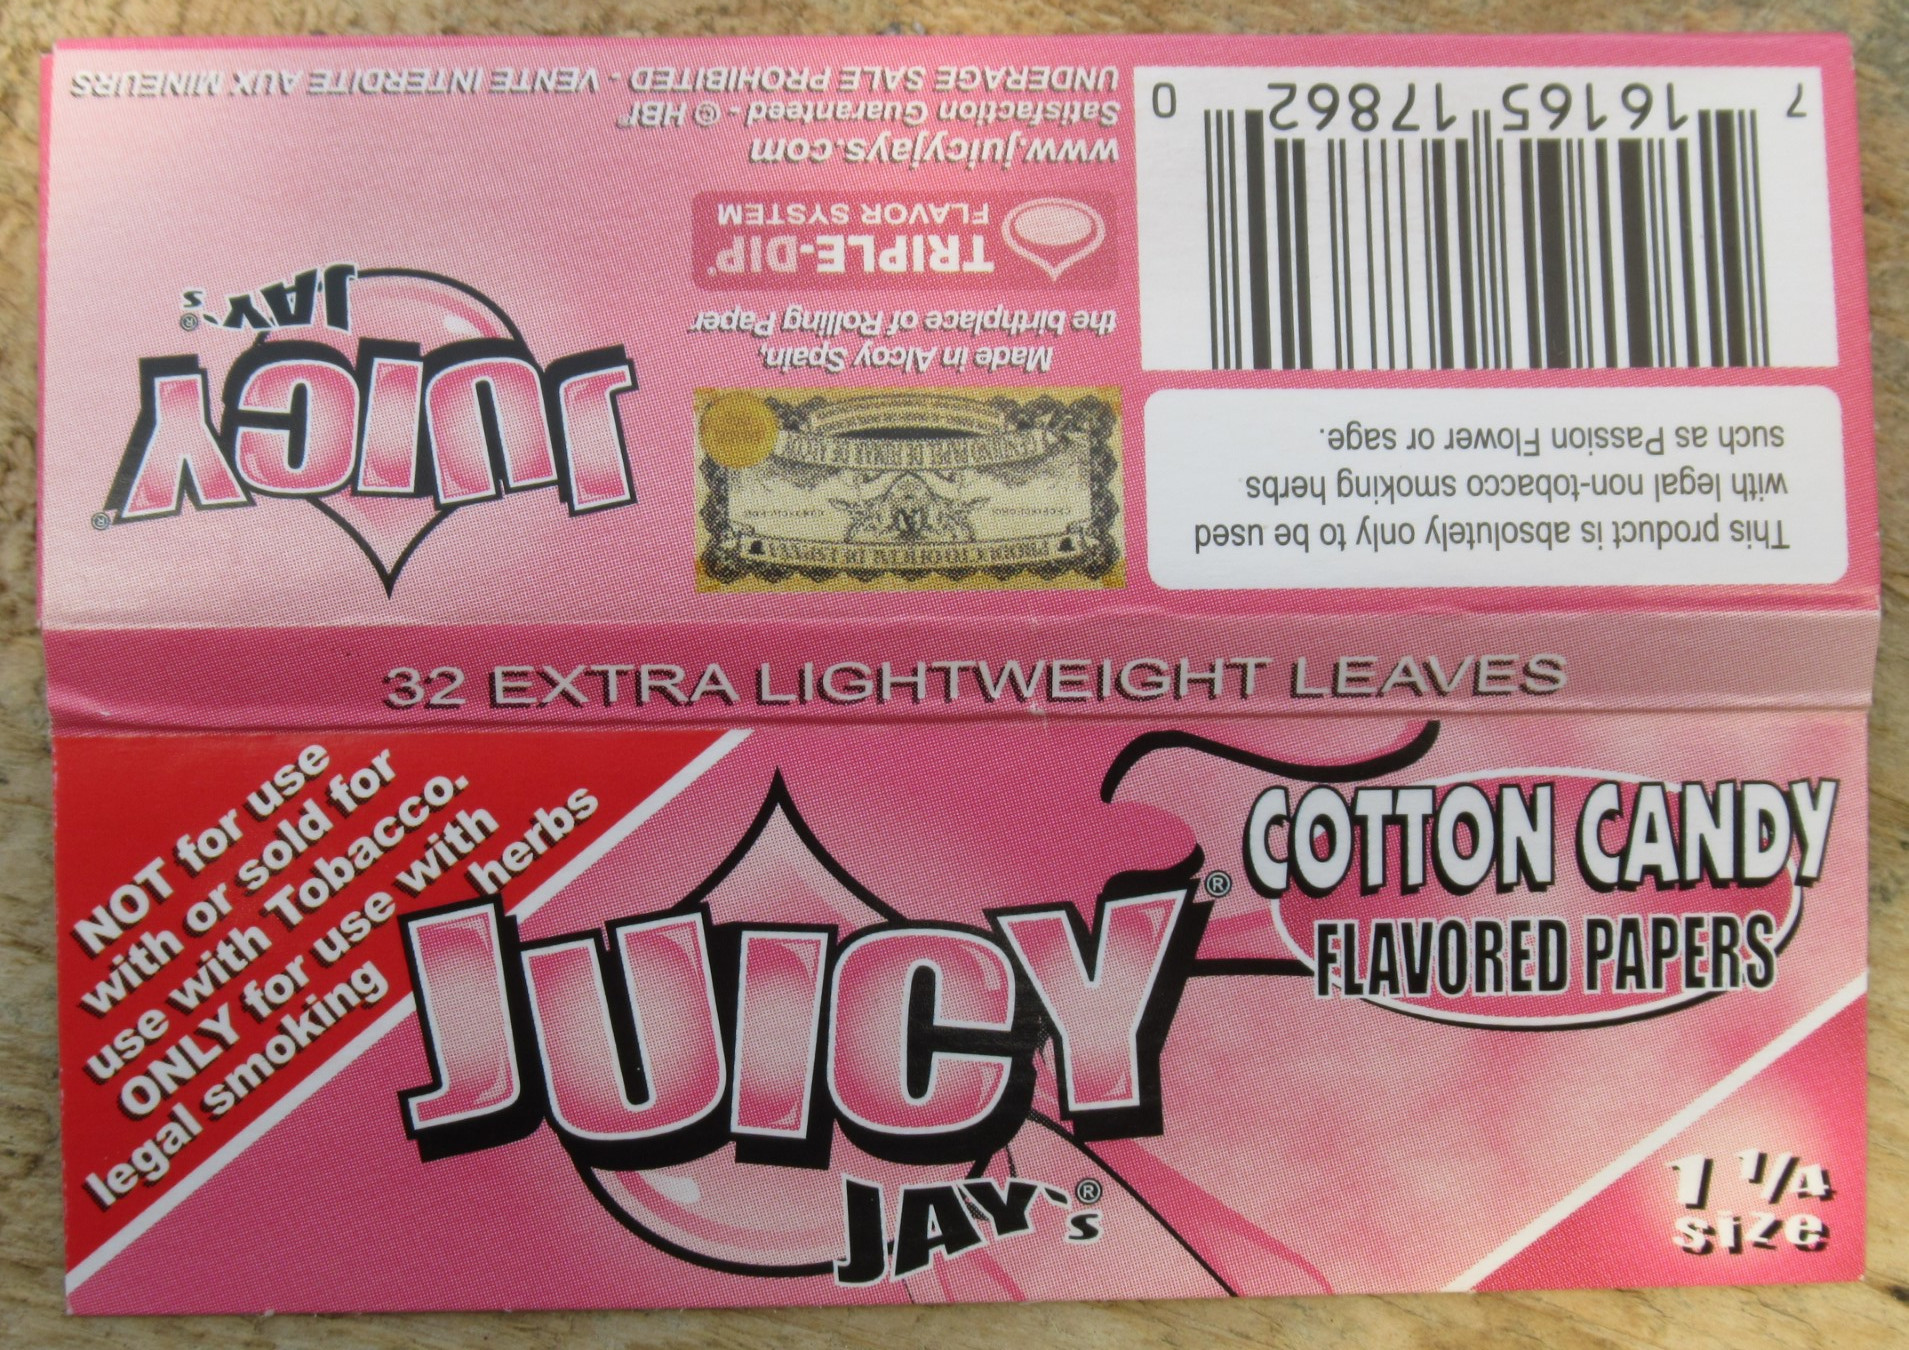 NOT for use
with or sold for
use with Tobacco.
ONLY for use with
legal smoking herbs
JUICY®
JAY's®
COTTON CANDY
FLAVORED PAPERS
1 1/4
size
32 EXTRA LIGHTWEIGHT LEAVES
This product is absolutely only to be used
with legal non-tobacco smoking herbs
such as Passion Flower or sage.
7 16165 17862 0
PRODUCTO OFICIAL DE ESPAÑA
Made in Alcoy Spain,
the birthplace of Rolling Paper
TRIPLE-DIP®
FLAVOR SYSTEM
www.juicyjays.com
Satisfaction Guaranteed - © HBI®
UNDERAGE SALE PROHIBITED - VENTE INTERDITE AUX MINEURS
JUICY®
JAY's®